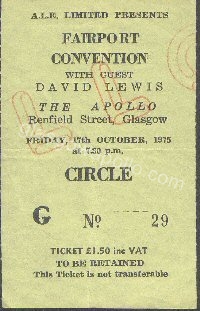 A.L.E. LIMITED PRESENTS
FAIRPORT
CONVENTION
WITH GUEST
DAVID LEWIS
THE APOLLO
Renfield Street, Glasgow
FRIDAY, 17th OCTOBER, 1975
at 7.30 p.m.
CIRCLE
G No 29
TICKET £1.50 inc VAT
TO BE RETAINED
This Ticket is not transferable